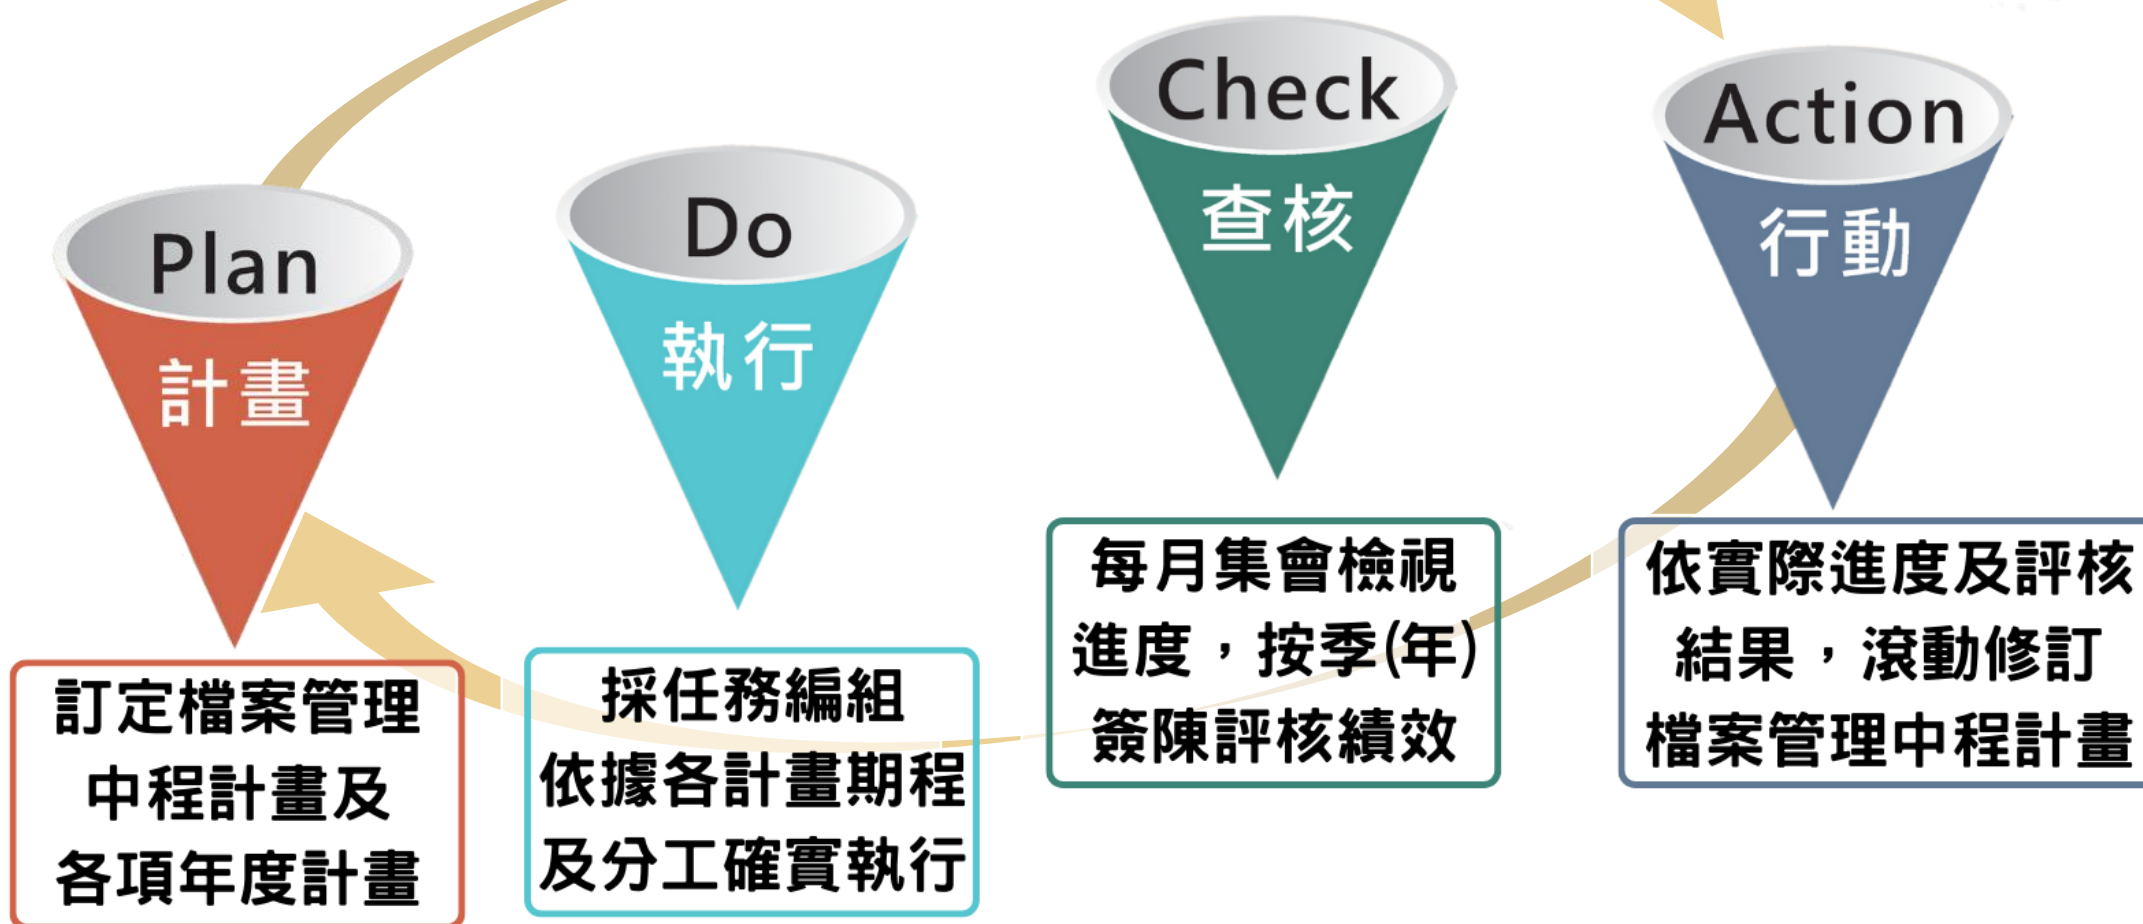 Plan
計畫
訂定檔案管理
中程計畫及
各項年度計畫
Do
執行
採任務編組
依據各計畫期程
及分工確實執行
Check
查核
每月集會檢視
進度，按季(年)
簽陳評核績效
Action
行動
依實際進度及評核
結果，滾動修訂
檔案管理中程計畫